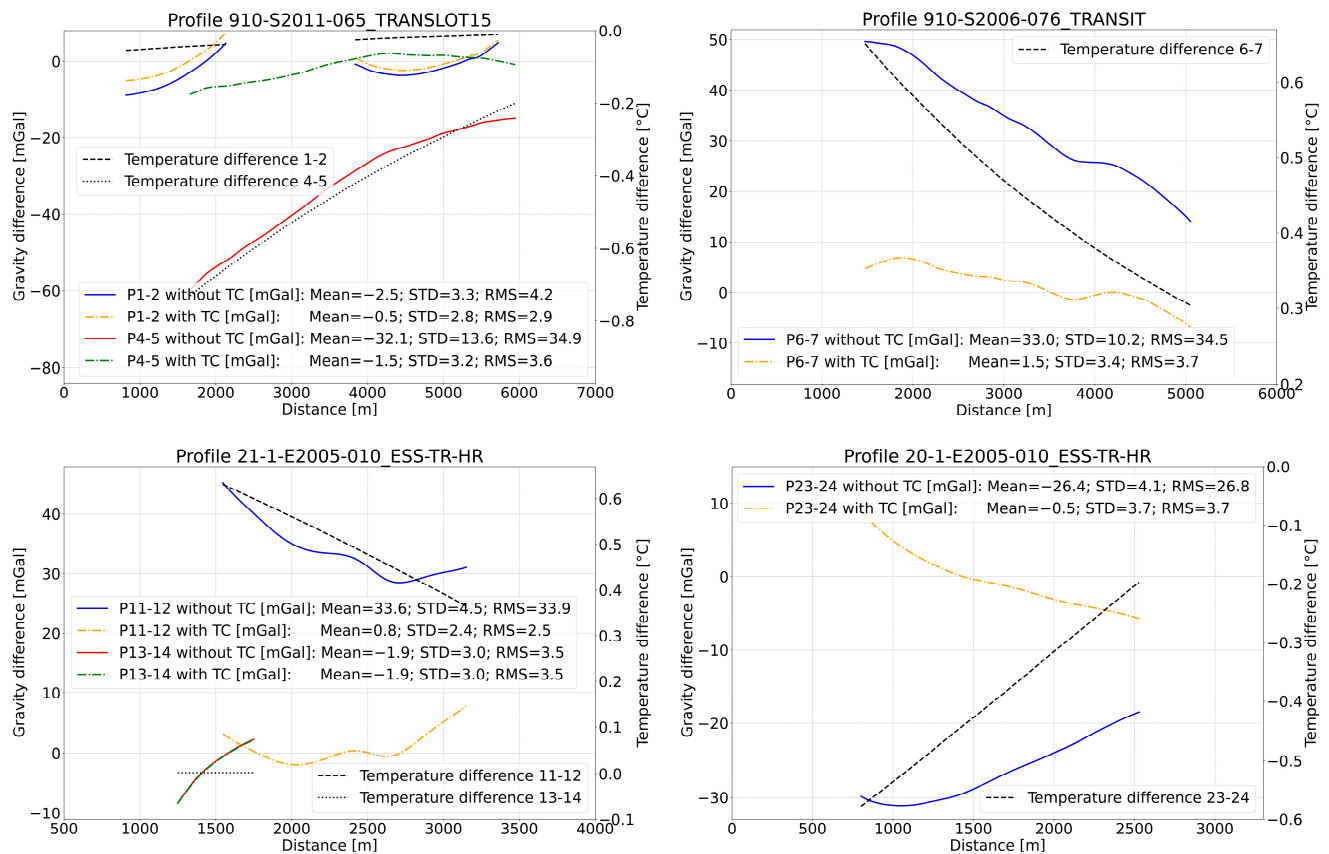 Profile 910-S2011-065_TRANSLOT15
0
−20
−40
−60
−80
Gravity difference [mGal]
0.0
−0.2
−0.4
−0.6
−0.8
Temperature difference [°C]
Temperature difference 1-2
Temperature difference 4-5
P1-2 without TC [mGal]: Mean=−2.5; STD=3.3; RMS=4.2
P1-2 with TC [mGal]: Mean=−0.5; STD=2.8; RMS=2.9
P4-5 without TC [mGal]: Mean=−32.1; STD=13.6; RMS=34.9
P4-5 with TC [mGal]: Mean=−1.5; STD=3.2; RMS=3.6
0 1000 2000 3000 4000 5000 6000 7000
Distance [m]
Profile 910-S2006-076_TRANSIT
50
40
30
20
10
0
−10
Gravity difference [mGal]
0.6
0.5
0.4
0.3
0.2
Temperature difference [°C]
Temperature difference 6-7
P6-7 without TC [mGal]: Mean=33.0; STD=10.2; RMS=34.5
P6-7 with TC [mGal]: Mean=1.5; STD=3.4; RMS=3.7
0 1000 2000 3000 4000 5000 6000
Distance [m]
Profile 21-1-E2005-010_ESS-TR-HR
40
30
20
10
0
−10
Gravity difference [mGal]
0.6
0.5
0.4
0.3
0.2
0.1
0.0
−0.1
Temperature difference [°C]
P11-12 without TC [mGal]: Mean=33.6; STD=4.5; RMS=33.9
P11-12 with TC [mGal]: Mean=0.8; STD=2.4; RMS=2.5
P13-14 without TC [mGal]: Mean=−1.9; STD=3.0; RMS=3.5
P13-14 with TC [mGal]: Mean=−1.9; STD=3.0; RMS=3.5
Temperature difference 11-12
Temperature difference 13-14
500 1000 1500 2000 2500 3000 3500 4000
Distance [m]
Profile 20-1-E2005-010_ESS-TR-HR
10
0
−10
−20
−30
Gravity difference [mGal]
0.0
−0.1
−0.2
−0.3
−0.4
−0.5
−0.6
Temperature difference [°C]
P23-24 without TC [mGal]: Mean=−26.4; STD=4.1; RMS=26.8
P23-24 with TC [mGal]: Mean=−0.5; STD=3.7; RMS=3.7
Temperature difference 23-24
0 500 1000 1500 2000 2500 3000
Distance [m]